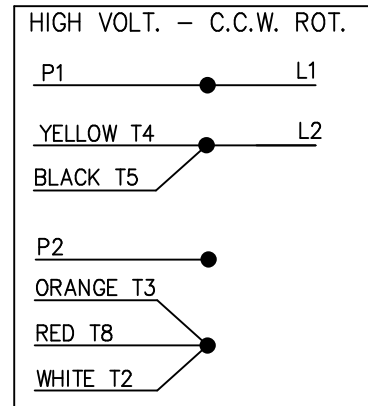 HIGH VOLT. – C.C.W. ROT.
P1 L1
YELLOW T4 L2
BLACK T5
P2
ORANGE T3
RED T8
WHITE T2